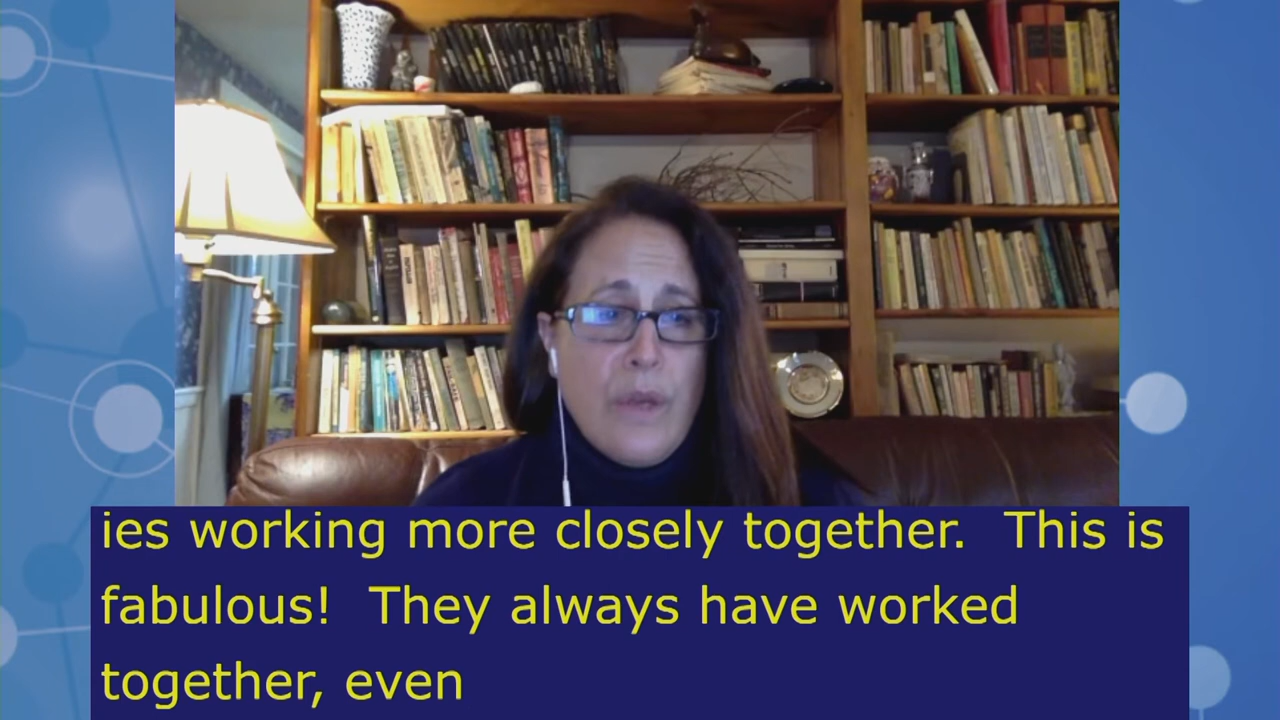 ies working more closely together.  This is
fabulous!  They always have worked
together, even